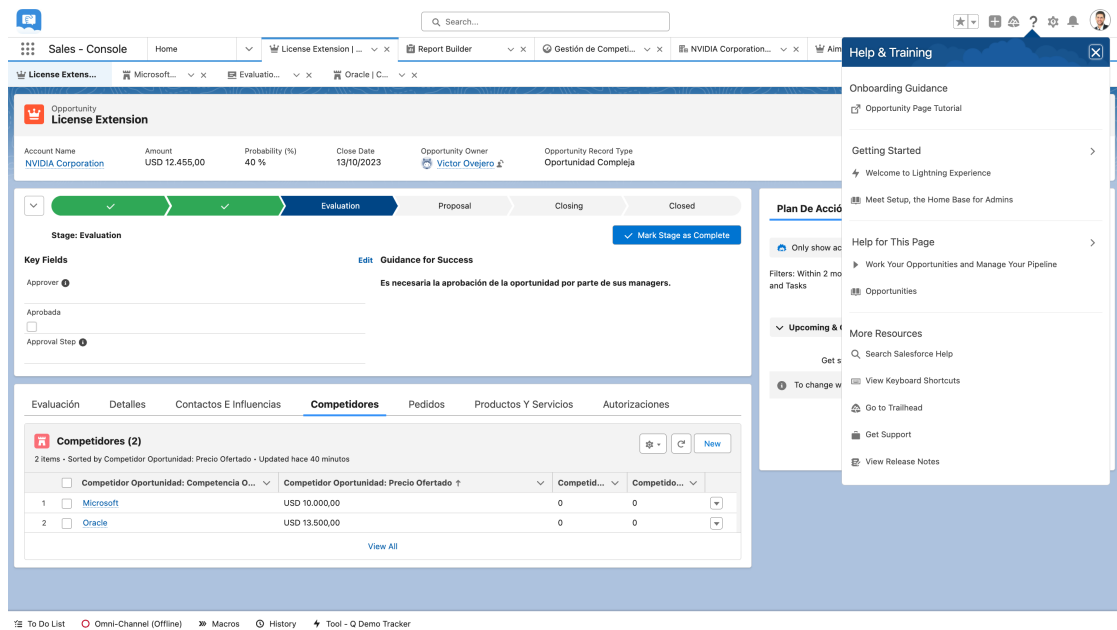 Search...
Sales - Console
Home
License Extension | ...
Report Builder
Gestión de Competi...
NVIDIA Corporation...
Aim
License Extens...
Microsoft...
Evaluatio...
Oracle | C...
Opportunity
License Extension
Account Name
Amount
Probability (%)
Close Date
Opportunity Owner
Opportunity Record Type
NVIDIA Corporation
USD 12.455,00
40 %
13/10/2023
Victor Ovejero
Oportunidad Compleja
Evaluation
Proposal
Closing
Closed
Stage: Evaluation
Mark Stage as Complete
Key Fields
Edit
Guidance for Success
Approver
Es necesaria la aprobación de la oportunidad por parte de sus managers.
Aprobada
Approval Step
Evaluación
Detalles
Contactos E Influencias
Competidores
Pedidos
Productos Y Servicios
Autorizaciones
Competidores (2)
New
2 items • Sorted by Competidor Oportunidad: Precio Ofertado • Updated hace 40 minutos
Competidor Oportunidad: Competencia O...
Competidor Oportunidad: Precio Ofertado ↑
Competid...
Competido...
1 Microsoft USD 10.000,00 0 0
2 Oracle USD 13.500,00 0 0
View All
Plan De Acció
Only show ac
Filters: Within 2 mo
and Tasks
Upcoming &
Get s
To change w
Help & Training
Onboarding Guidance
Opportunity Page Tutorial
Getting Started
Welcome to Lightning Experience
Meet Setup, the Home Base for Admins
Help for This Page
Work Your Opportunities and Manage Your Pipeline
Opportunities
More Resources
Search Salesforce Help
View Keyboard Shortcuts
Go to Trailhead
Get Support
View Release Notes
To Do List
Omni-Channel (Offline)
Macros
History
Tool - Q Demo Tracker